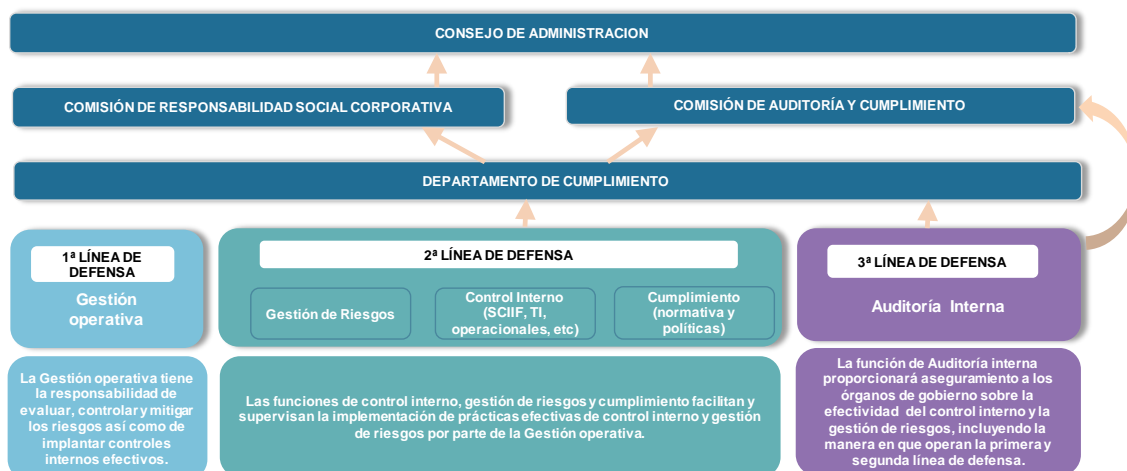 CONSEJO DE ADMINISTRACION
COMISIÓN DE RESPONSABILIDAD SOCIAL CORPORATIVA
COMISIÓN DE AUDITORÍA Y CUMPLIMIENTO
DEPARTAMENTO DE CUMPLIMIENTO
1ª LÍNEA DE
DEFENSA
Gestión
operativa
2ª LÍNEA DE DEFENSA
Gestión de Riesgos
Control Interno
(SCIIF, TI,
operacionales, etc)
Cumplimiento
(normativa y
políticas)
3ª LÍNEA DE DEFENSA
Auditoría Interna
La Gestión operativa tiene
la responsabilidad de
evaluar, controlar y mitigar
los riesgos así como de
implantar controles
internos efectivos.
Las funciones de control interno, gestión de riesgos y cumplimiento facilitan y
supervisan la implementación de prácticas efectivas de control interno y gestión
de riesgos por parte de la Gestión operativa.
La función de Auditoría interna
proporcionará aseguramiento a los
órganos de gobierno sobre la
efectividad del control interno y la
gestión de riesgos, incluyendo la
manera en que operan la primera y
segunda línea de defensa.